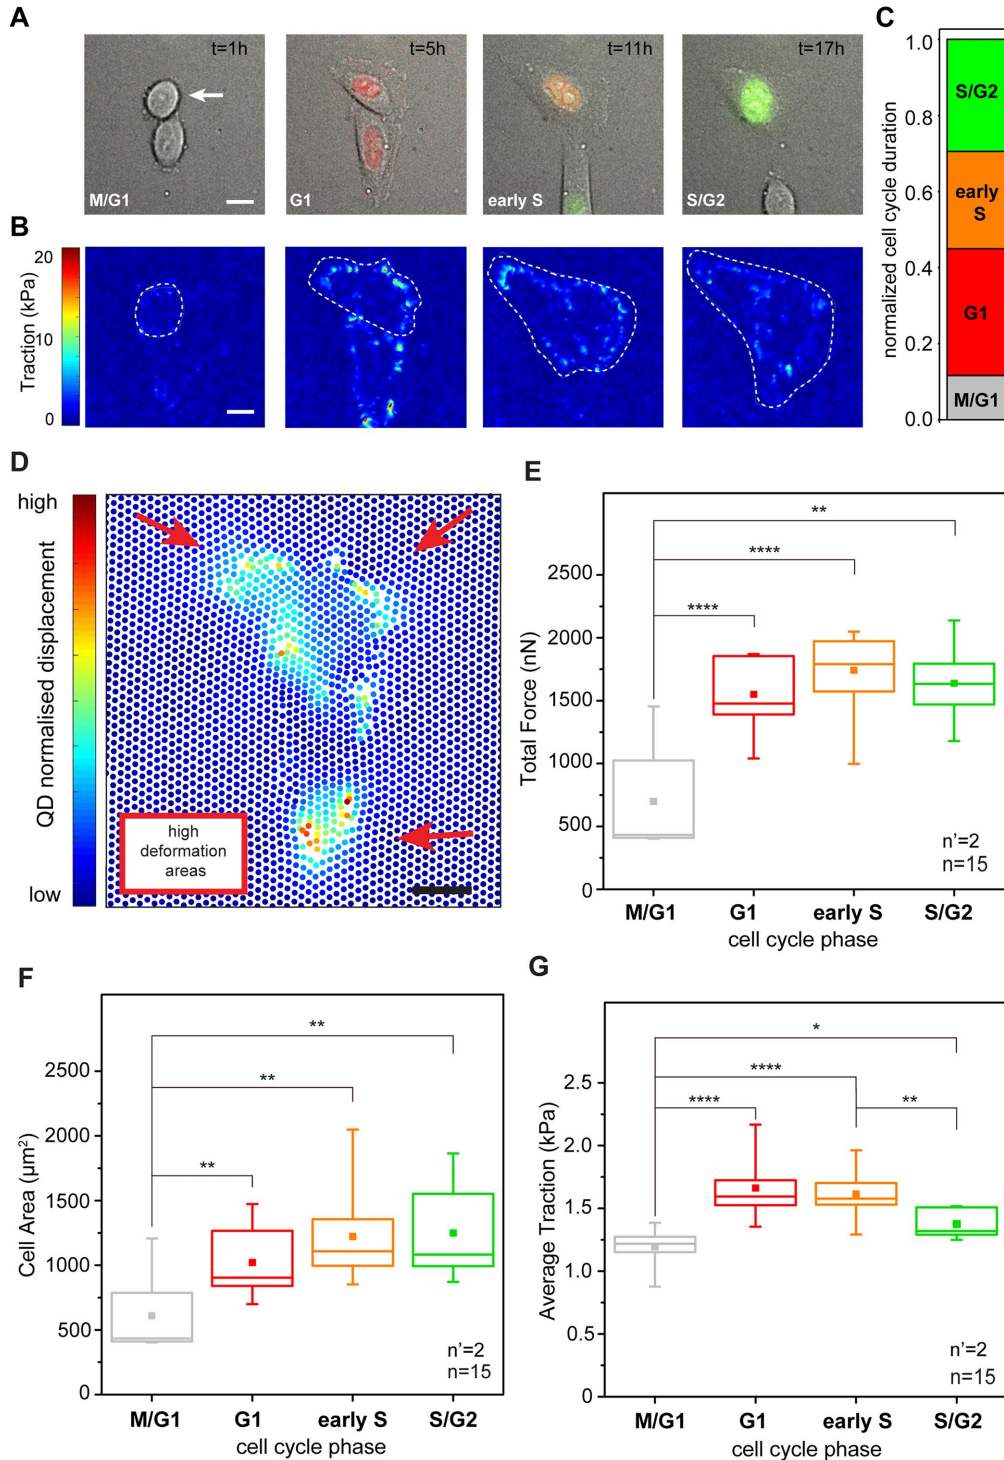 A
t=1h
t=5h
t=11h
t=17h
M/G1
G1
early S
S/G2
B
Traction (kPa)
20
10
0
C
normalized cell cycle duration
1.0
0.8
0.6
0.4
0.2
0.0
S/G2
early
S
G1
M/G1
D
QD normalised displacement
high
low
high
deformation
areas
E
Total Force (nN)
2500
2000
1500
1000
500
0
**
****
****
n'=2
n=15
M/G1
G1
early S
S/G2
cell cycle phase
F
Cell Area (µm²)
2500
2000
1500
1000
500
0
**
**
**
n'=2
n=15
M/G1
G1
early S
S/G2
cell cycle phase
G
Average Traction (kPa)
2.5
2.0
1.5
1.0
0.5
0
*
****
****
**
n'=2
n=15
M/G1
G1
early S
S/G2
cell cycle phase